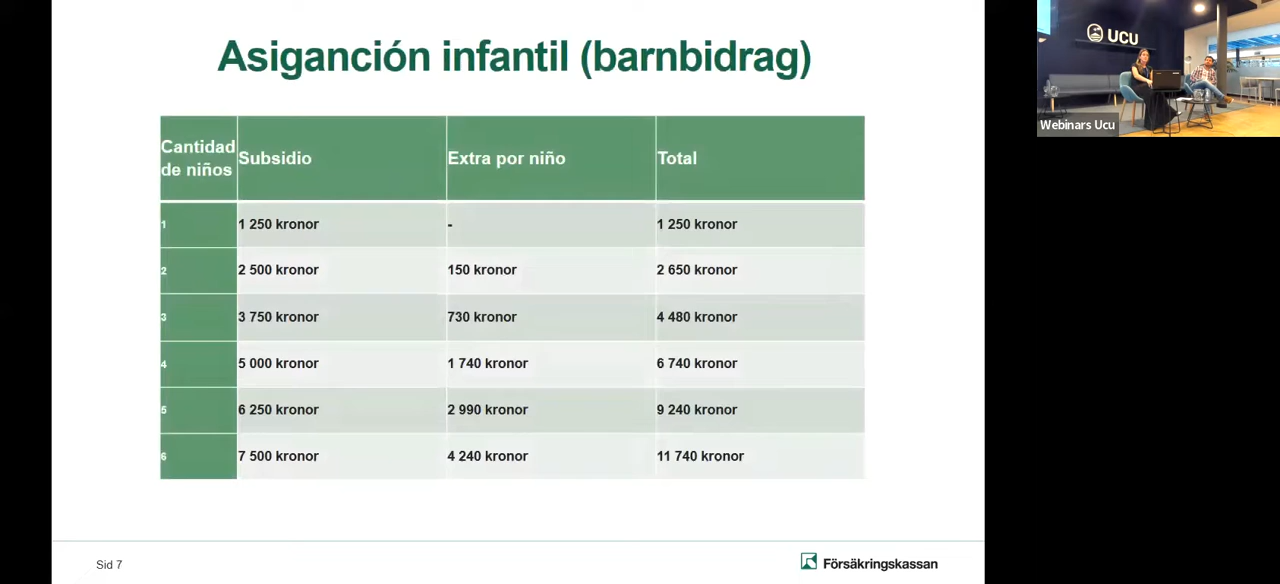 Asigancíón infantil (barnbidrag)
Cantidad
de niños
Subsidio
Extra por niño
Total
1
1 250 kronor
-
1 250 kronor
2
2 500 kronor
150 kronor
2 650 kronor
3
3 750 kronor
730 kronor
4 480 kronor
4
5 000 kronor
1 740 kronor
6 740 kronor
5
6 250 kronor
2 990 kronor
9 240 kronor
6
7 500 kronor
4 240 kronor
11 740 kronor
Sid 7
Försäkringskassan
UCU
Webinars Ucu